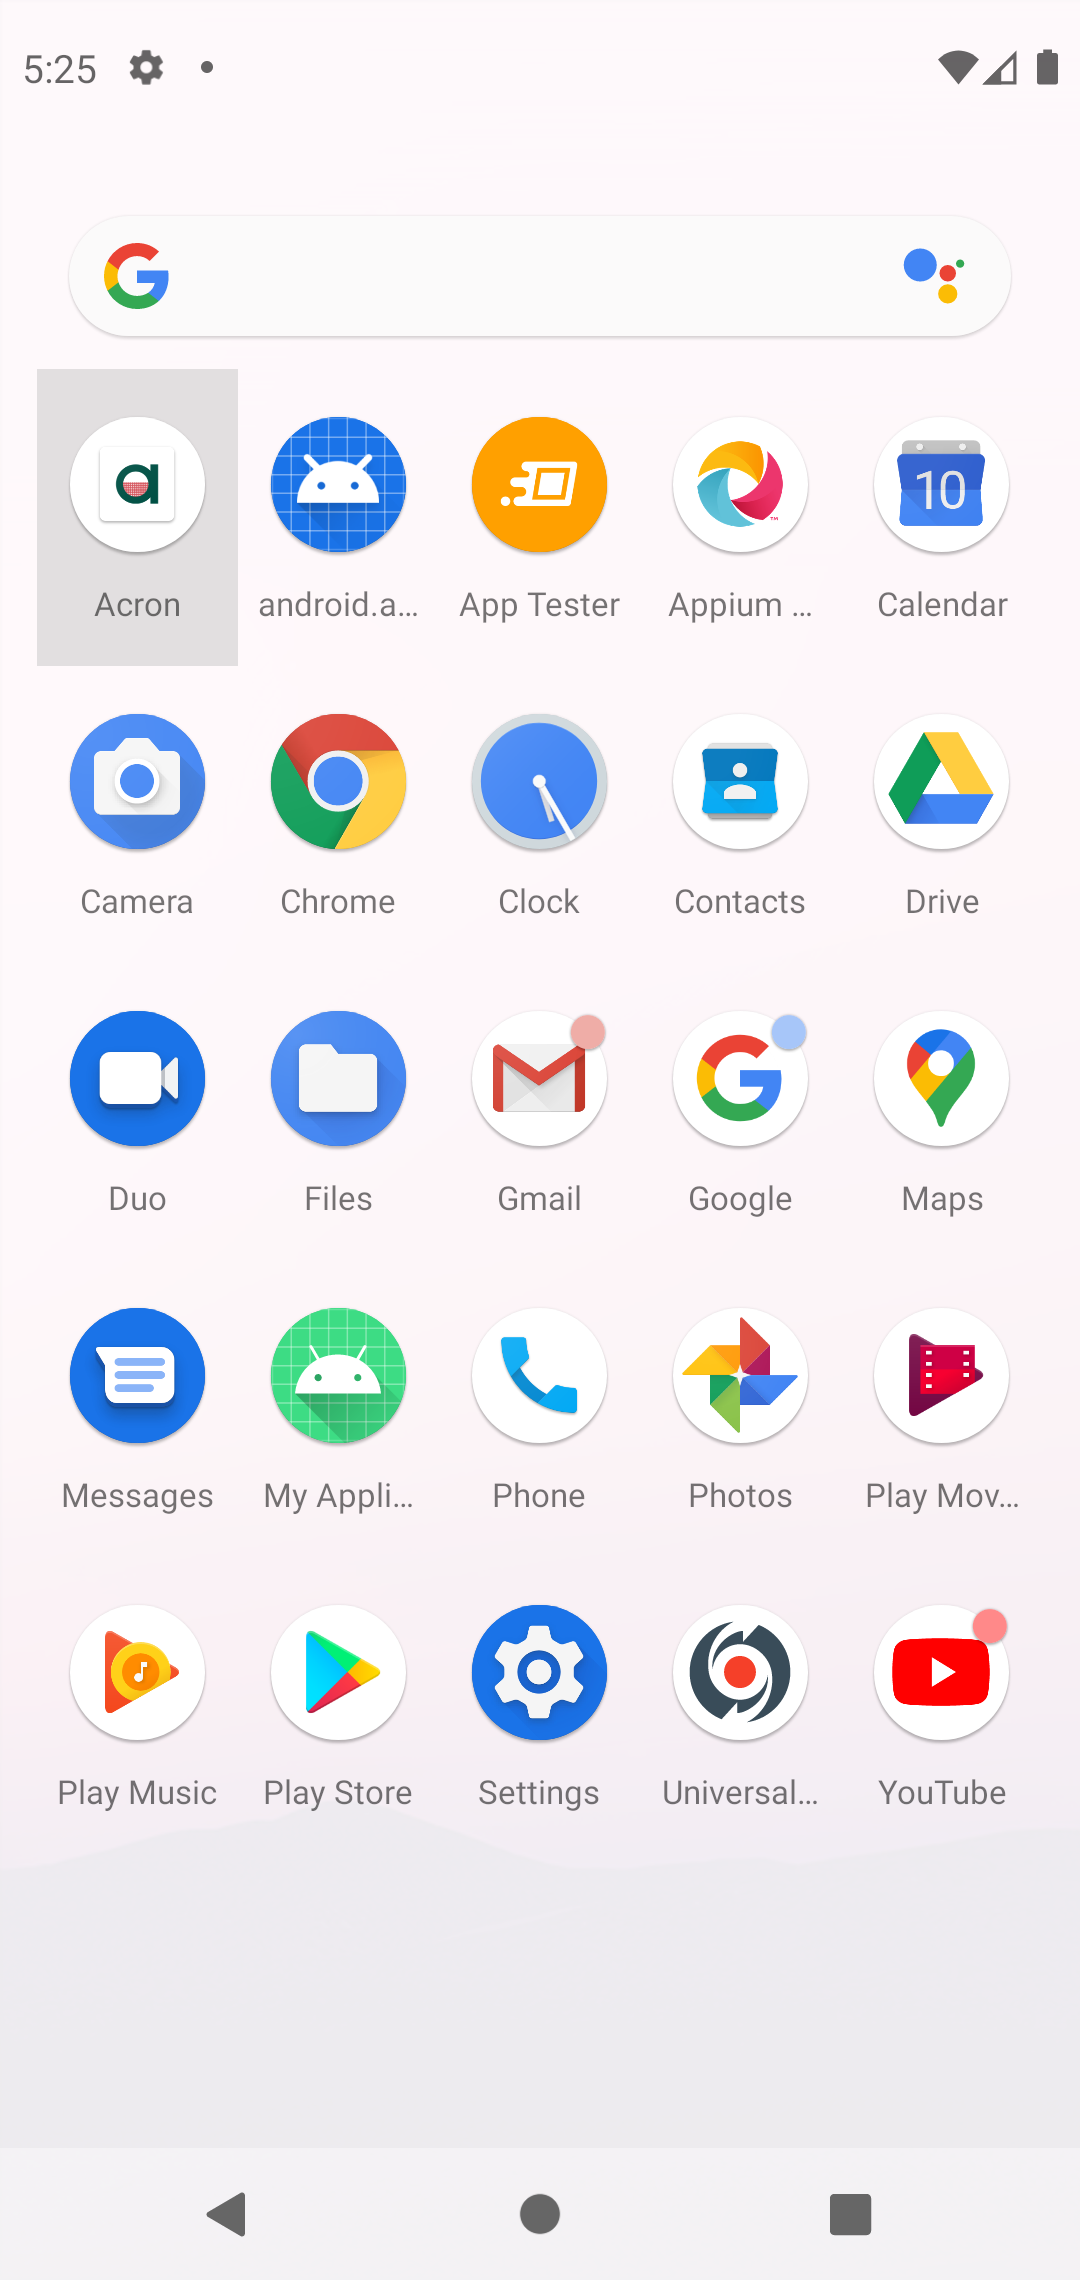 5:25
Acron android.a... App Tester Appium ... Calendar
10
Camera Chrome Clock Contacts Drive
Duo Files Gmail Google Maps
Messages My Appli... Phone Photos Play Mov...
Play Music Play Store Settings Universal... YouTube